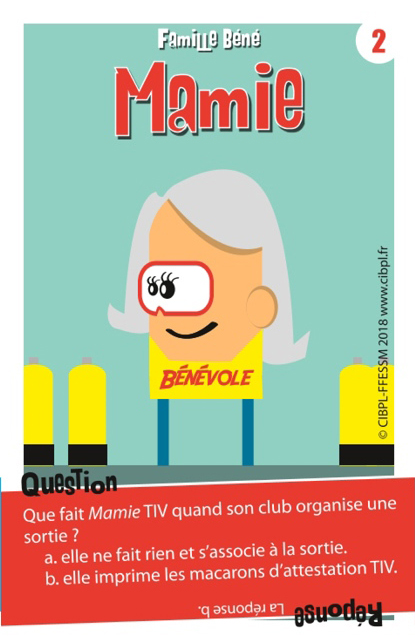 Famille Béné
2
Mamie
© CIBPL-FFESSM 2018 www.cibpl.fr
BÉNÉVOLE
Question
Que fait Mamie TIV quand son club organise une
sortie ?
a. elle ne fait rien et s'associe à la sortie.
b. elle imprime les macarons d'attestation TIV.
Réponse
La réponse b.